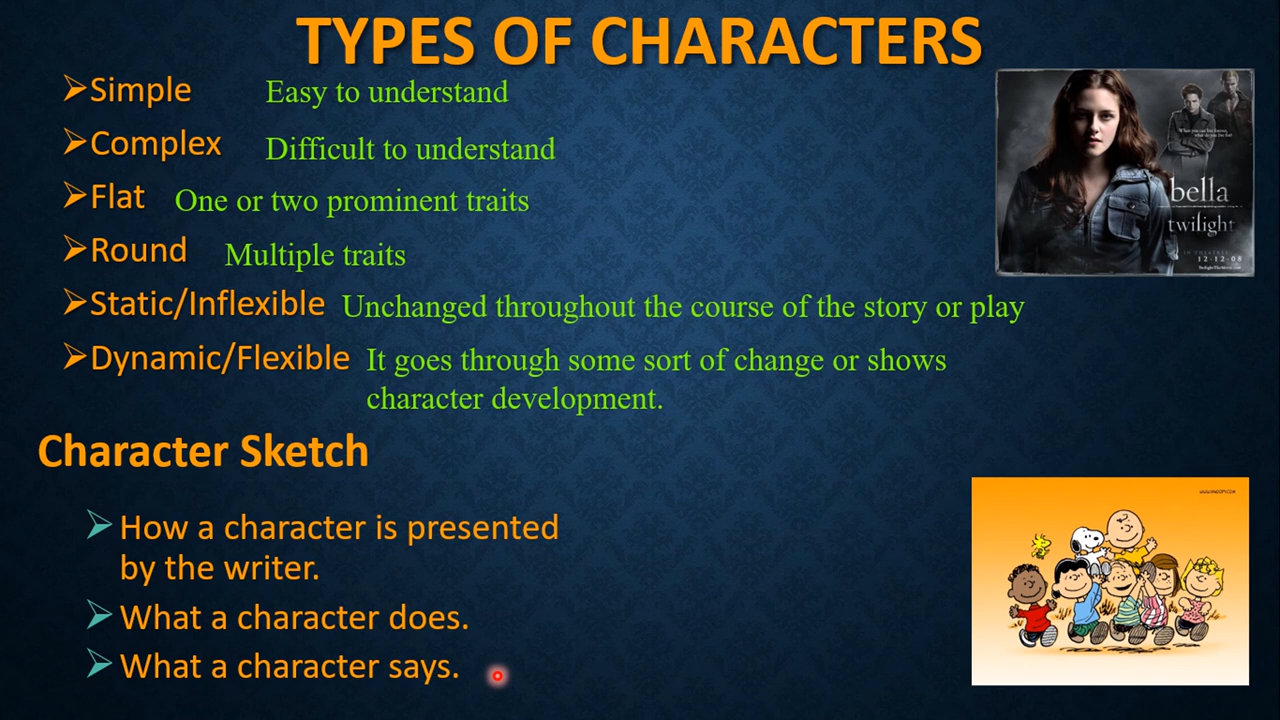 TYPES OF CHARACTERS
Simple Easy to understand
Complex Difficult to understand
Flat One or two prominent traits
Round Multiple traits
Static/Inflexible Unchanged throughout the course of the story or play
Dynamic/Flexible It goes through some sort of change or shows
character development.
Character Sketch
How a character is presented
by the writer.
What a character does.
What a character says.
bella
twilight
12·12·08